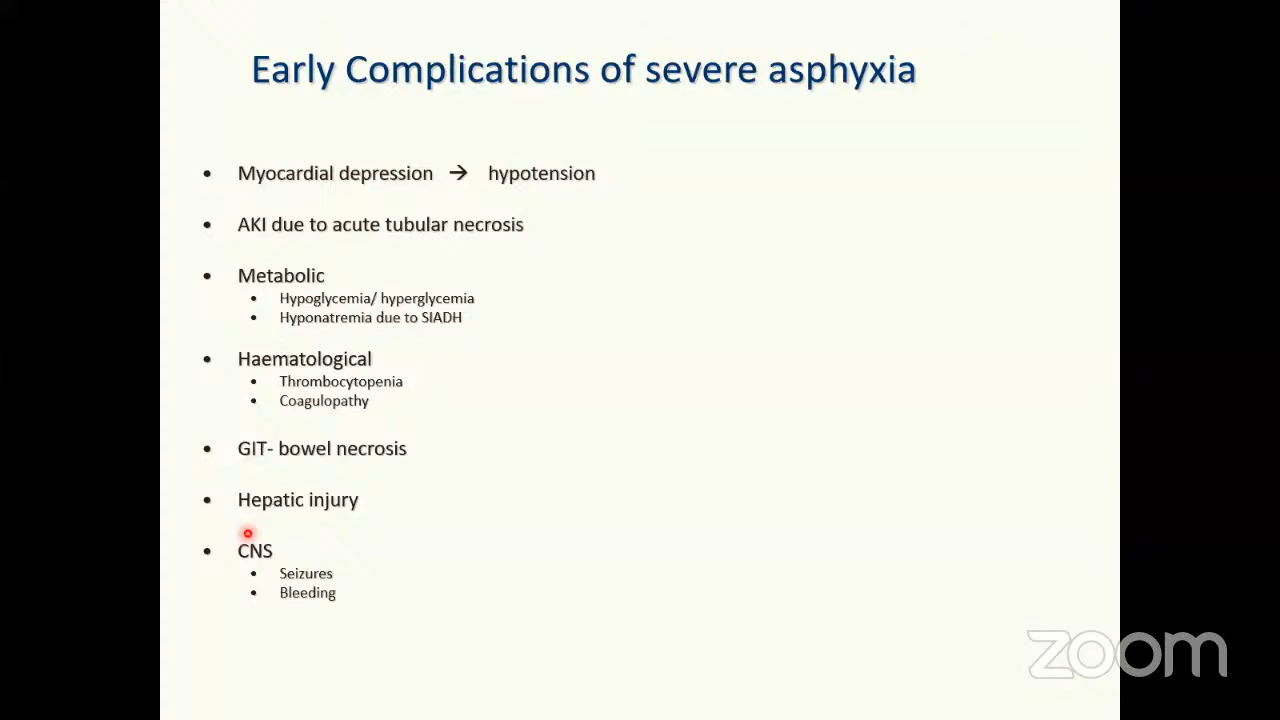 Early Complications of severe asphyxia
• Myocardial depression → hypotension
• AKI due to acute tubular necrosis
• Metabolic
• Hypoglycemia/ hyperglycemia
• Hyponatremia due to SIADH
• Haematological
• Thrombocytopenia
• Coagulopathy
• GIT- bowel necrosis
• Hepatic injury
• CNS
• Seizures
• Bleeding
zoom